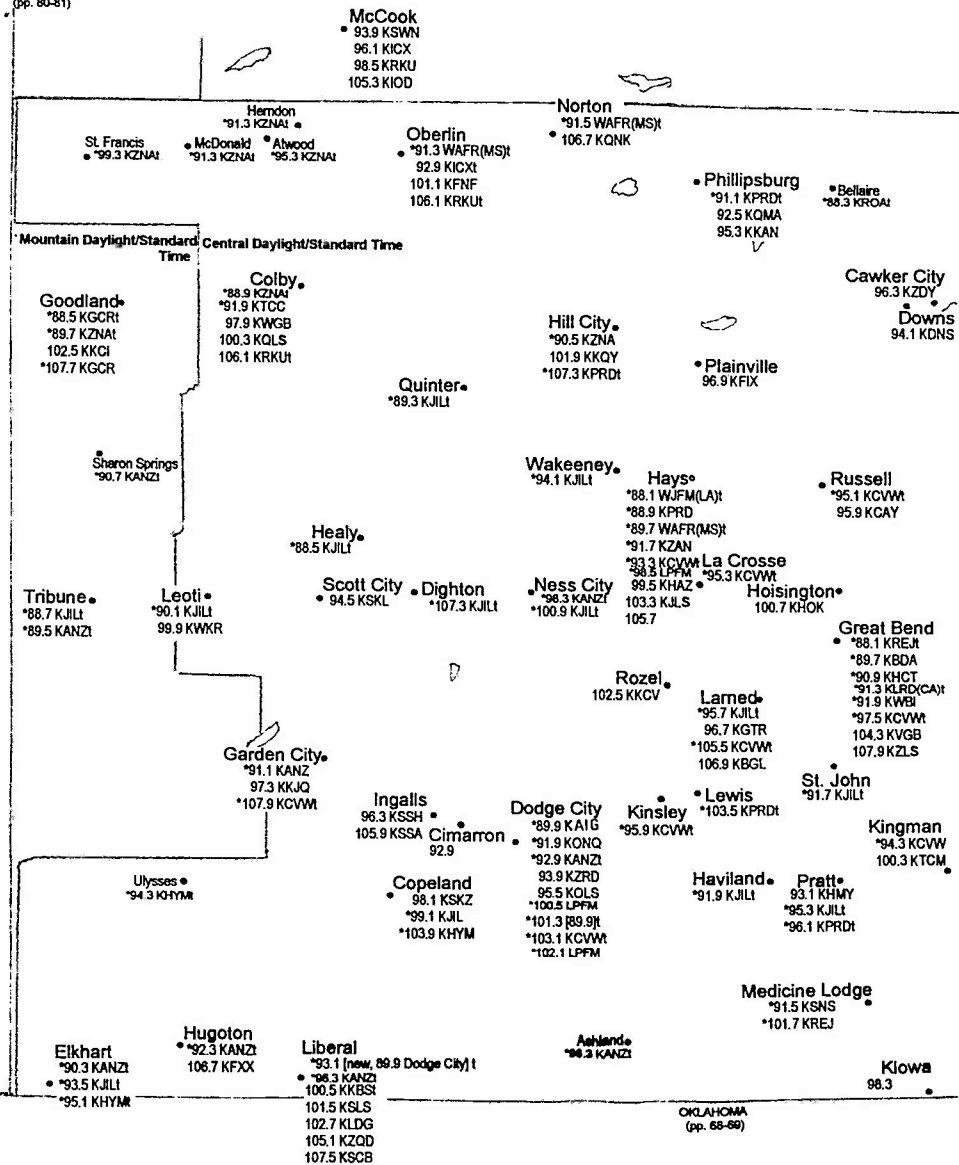 (pp. 80-81)
McCook
93.9 KSWN
96.1 KICX
98.5 KRKU
105.3 KIOD
Herndon
*91.3 KZNAt
St. Francis
*99.3 KZNAt
McDonald
*91.3 KZNAt
Atwood
*95.3 KZNAt
Oberlin
*91.3 WAFR(MS)t
92.9 KICXt
101.1 KFNF
106.1 KRKUt
Norton
*91.5 WAFR(MS)t
106.7 KQNK
Phillipsburg
*91.1 KPRDt
92.5 KQMA
95.3 KKAN
Bellaire
*88.3 KROAt
Mountain Daylight/Standard Time
Central Daylight/Standard Time
Goodland
*88.5 KGCRt
*89.7 KZNAt
102.5 KKCI
*107.7 KGCR
Colby
*88.9 KZNAt
*91.9 KTCC
97.9 KWGB
100.3 KQLS
106.1 KRKUt
Cawker City
96.3 KZDY
Downs
94.1 KDNS
Hill City
*90.5 KZNA
101.9 KKQY
*107.3 KPRDt
Plainville
96.9 KFIX
Quinter
*89.3 KJILt
Sharon Springs
*90.7 KANZt
Wakeeney
*94.1 KJILt
Hays
*88.1 WJFM(LA)t
*88.9 KPRD
*89.7 WAFR(MS)t
*91.7 KZAN
*93.3 KCVWt
*98.5 LPFM
99.5 KHAZ
103.3 KJLS
105.7
Russell
*95.1 KCVWt
95.9 KCAY
Healy
*88.5 KJILt
La Crosse
*95.3 KCVWt
Tribune
*88.7 KJILt
*89.5 KANZt
Leoti
*90.1 KJILt
99.9 KWKR
Scott City
94.5 KSKL
Dighton
*107.3 KJILt
Ness City
*98.3 KANZt
*100.9 KJILt
Hoisington
100.7 KHOK
Great Bend
*88.1 KREJt
*89.7 KBDA
*90.9 KHCT
*91.3 KLRD(CA)t
*91.9 KWBI
*97.5 KCVWt
104.3 KVGB
107.9 KZLS
Rozel
102.5 KKCV
Larned
*95.7 KJILt
96.7 KGTR
*105.5 KCVWt
106.9 KBGL
Garden City
*91.1 KANZ
97.3 KKJQ
*107.9 KCVWt
St. John
*91.7 KJILt
Ingalls
96.3 KSSH
105.9 KSSA
Cimarron
92.9
Dodge City
*89.9 KAIG
*91.9 KONQ
*92.9 KANZt
93.9 KZRD
95.5 KOLS
*100.5 LPFM
*101.3 [89.9]t
*103.1 KCVWt
*102.1 LPFM
Kinsley
*95.9 KCVWt
Lewis
*103.5 KPRDt
Kingman
*94.3 KCVW
100.3 KTCM
Ulysses
*94.3 KHYMt
Copeland
98.1 KSKZ
*99.1 KJIL
*103.9 KHYM
Haviland
*91.9 KJILt
Pratt
93.1 KHMY
*95.3 KJILt
*96.1 KPRDt
Medicine Lodge
*91.5 KSNS
*101.7 KREJ
Elkhart
*90.3 KANZt
*93.5 KJILt
*95.1 KHYMt
Hugoton
*92.3 KANZt
106.7 KFXX
Liberal
*93.1 [new, 89.9 Dodge City] t
*96.3 KANZt
100.5 KKBSt
101.5 KSLS
102.7 KLDG
105.1 KZQD
107.5 KSCB
Ashland
*96.3 KANZt
Kiowa
98.3
OKLAHOMA
(pp. 68-69)